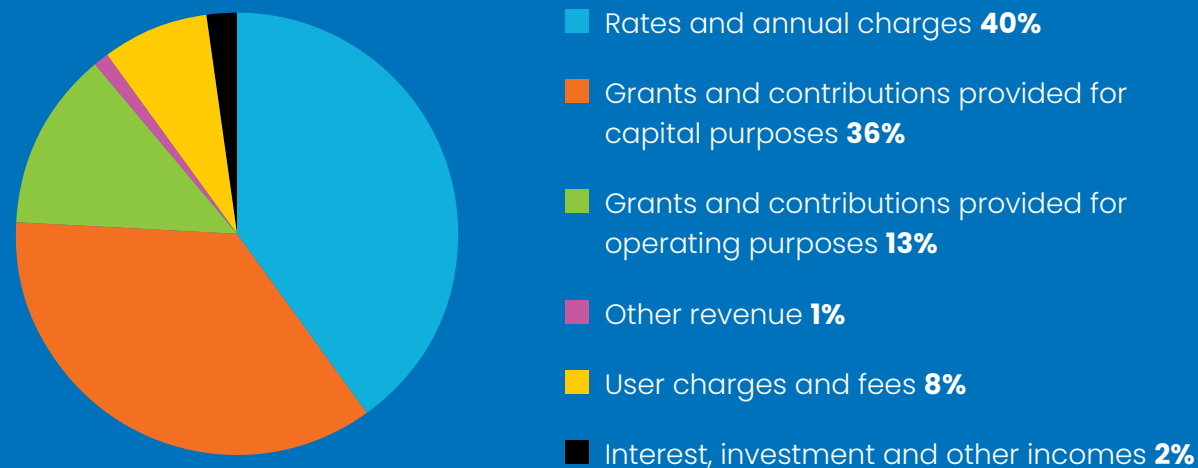 Rates and annual charges 40%
Grants and contributions provided for
capital purposes 36%
Grants and contributions provided for
operating purposes 13%
Other revenue 1%
User charges and fees 8%
Interest, investment and other incomes 2%